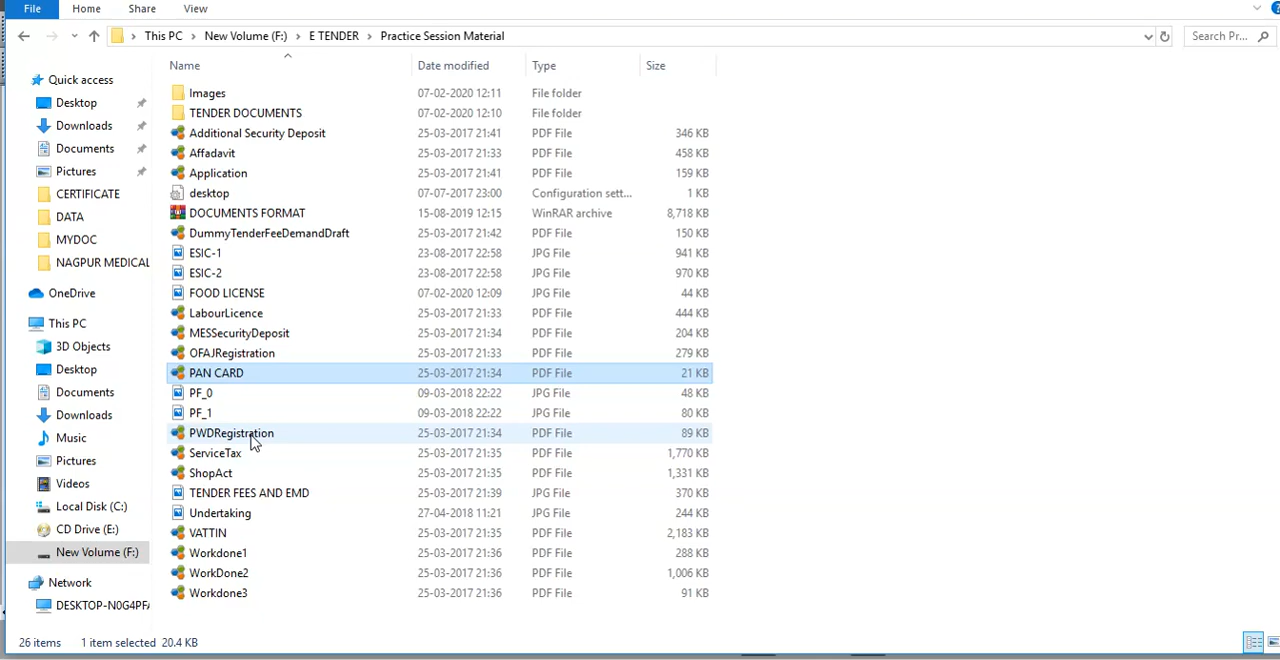 File Home Share View
This PC New Volume (F:) E TENDER Practice Session Material Search Pr...
Name Date modified Type Size
Quick access
Desktop
Downloads
Documents
Pictures
CERTIFICATE
DATA
MYDOC
NAGPUR MEDICAL
OneDrive
This PC
3D Objects
Desktop
Documents
Downloads
Music
Pictures
Videos
Local Disk (C:)
CD Drive (E:)
New Volume (F:)
Network
DESKTOP-N0G4PFA
Images 07-02-2020 12:11 File folder
TENDER DOCUMENTS 07-02-2020 12:10 File folder
Additional Security Deposit 25-03-2017 21:41 PDF File 346 KB
Affadavit 25-03-2017 21:33 PDF File 458 KB
Application 25-03-2017 21:41 PDF File 159 KB
desktop 07-07-2017 23:00 Configuration sett... 1 KB
DOCUMENTS FORMAT 15-08-2019 12:15 WinRAR archive 8,718 KB
DummyTenderFeeDemandDraft 25-03-2017 21:42 PDF File 150 KB
ESIC-1 23-08-2017 22:58 JPG File 941 KB
ESIC-2 23-08-2017 22:58 JPG File 970 KB
FOOD LICENSE 07-02-2020 12:09 JPG File 44 KB
LabourLicence 25-03-2017 21:33 PDF File 444 KB
MESSecurityDeposit 25-03-2017 21:34 PDF File 204 KB
OFAJRegistration 25-03-2017 21:33 PDF File 279 KB
PAN CARD 25-03-2017 21:34 PDF File 21 KB
PF_0 09-03-2018 22:22 JPG File 48 KB
PF_1 09-03-2018 22:22 JPG File 80 KB
PWDRegistration 25-03-2017 21:34 PDF File 89 KB
ServiceTax 25-03-2017 21:35 PDF File 1,770 KB
ShopAct 25-03-2017 21:35 PDF File 1,331 KB
TENDER FEES AND EMD 25-03-2017 21:39 JPG File 370 KB
Undertaking 27-04-2018 11:21 JPG File 244 KB
VATTIN 25-03-2017 21:35 PDF File 2,183 KB
Workdone1 25-03-2017 21:36 PDF File 288 KB
WorkDone2 25-03-2017 21:36 PDF File 1,006 KB
Workdone3 25-03-2017 21:36 PDF File 91 KB
26 items 1 item selected 20.4 KB